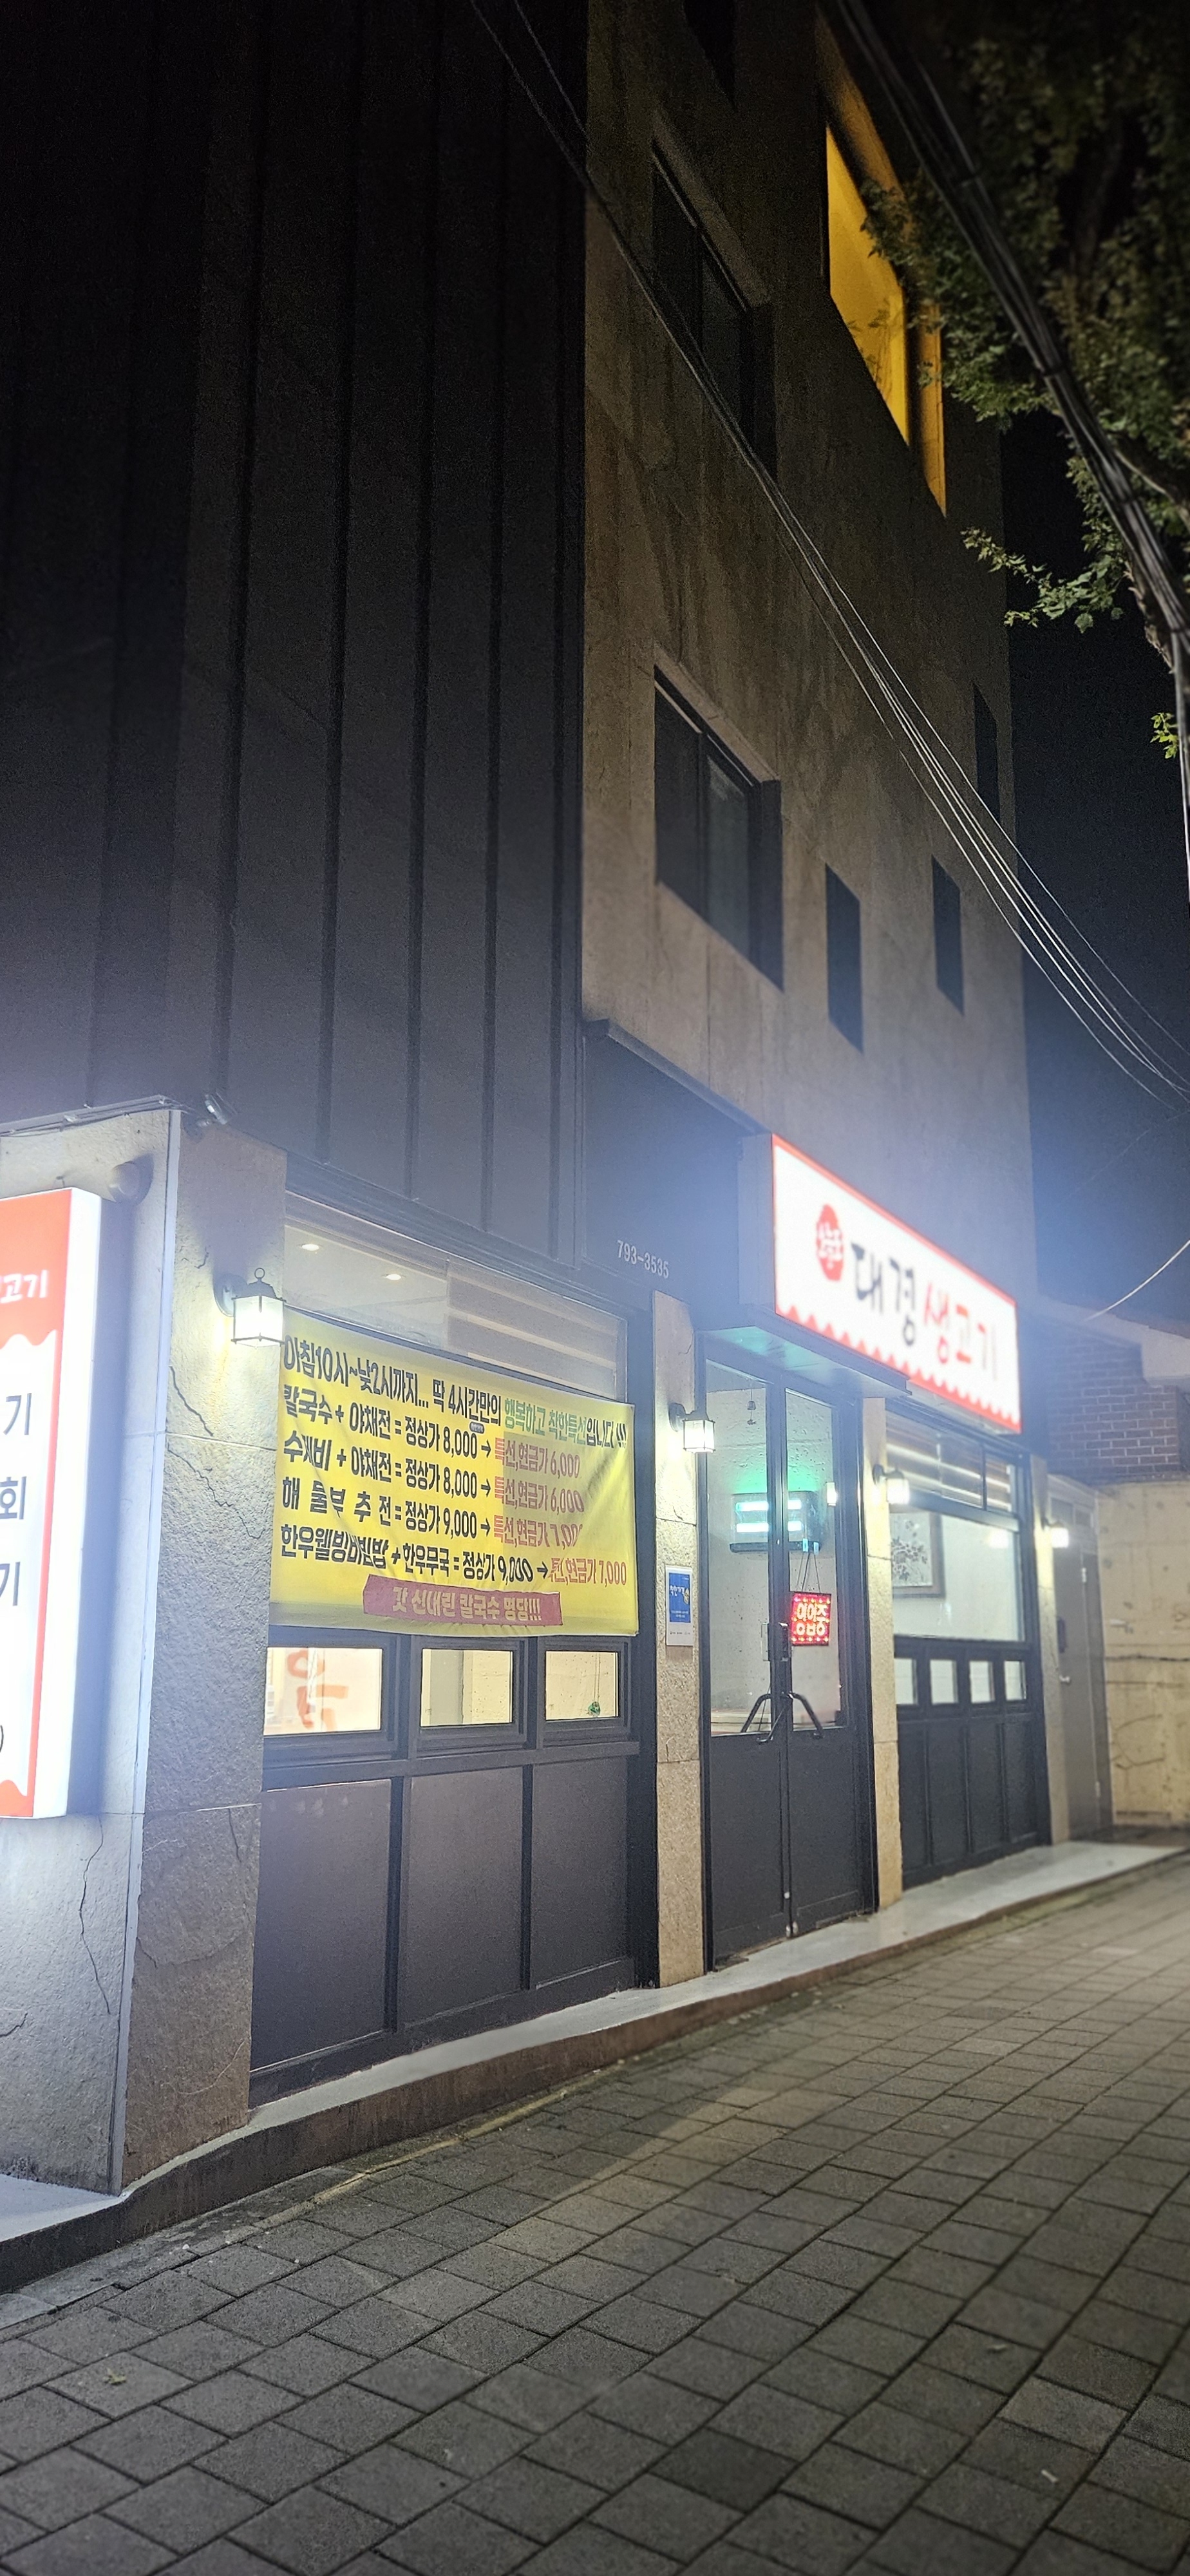 고기
기
회
기
793-3535
대경생고기
아침10시~낮2시까지... 딱 4시간만의 행복하고 착한특선입니다!!!
칼국수 + 야채전 = 정상가 8,000 → 특선,현금가 6,000
수제비 + 야채전 = 정상가 8,000 → 특선,현금가 6,000
해물부추전 = 정상가 9,000 → 특선,현금가 7,000
한우웰빙비빔밥 + 한우무국 = 정상가 9,000 → 특선,현금가 7,000
갓 신내린 칼국수 명당!!!
영업중